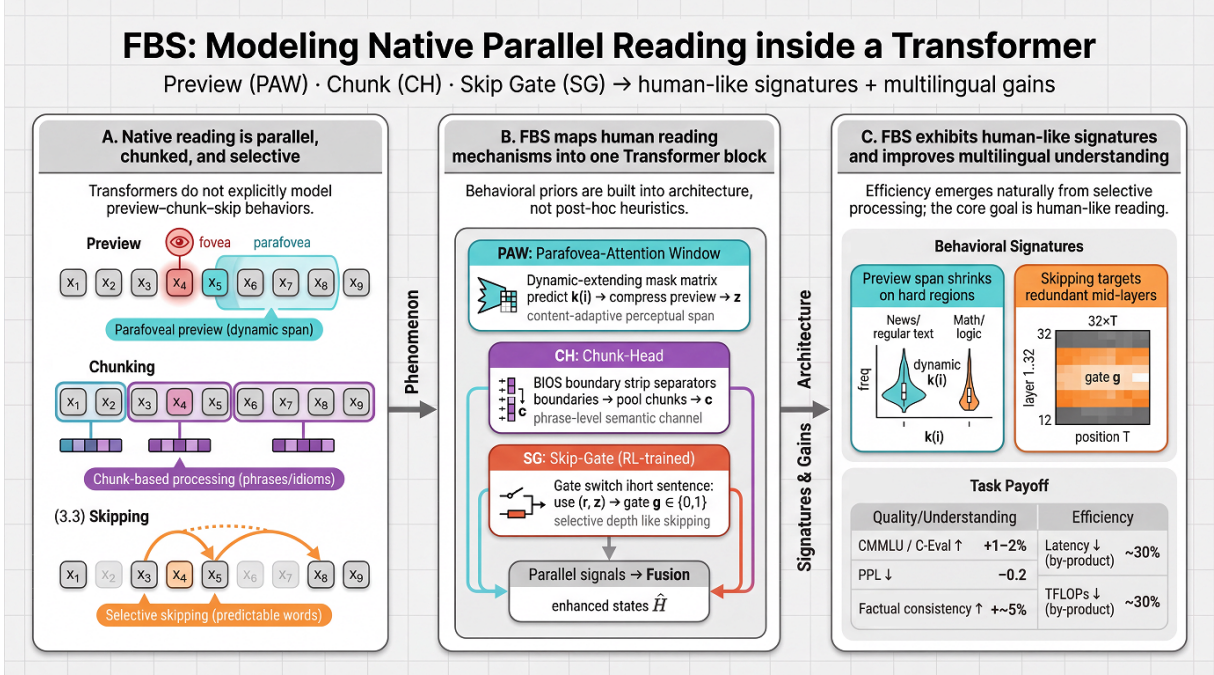 FBS: Modeling Native Parallel Reading inside a Transformer
Preview (PAW) · Chunk (CH) · Skip Gate (SG) → human-like signatures + multilingual gains
A. Native reading is parallel,
chunked, and selective
Transformers do not explicitly model
preview–chunk–skip behaviors.
Preview
fovea
parafovea
x1 x2 x3 x4 x5 x6 x7 x8 x9
Parafoveal preview (dynamic span)
Chunking
x1 x2 x3 x4 x5 x6 x7 x8 x9
Chunk-based processing (phrases/idioms)
(3.3) Skipping
x1 x2 x3 x4 x5 x6 x7 x8 x9
Selective skipping (predictable words)
Phenomenon
B. FBS maps human reading
mechanisms into one Transformer block
Behavioral priors are built into architecture,
not post-hoc heuristics.
PAW: Parafovea-Attention Window
Dynamic-extending mask matrix
predict k(i) → compress preview → z
content-adaptive perceptual span
CH: Chunk-Head
BIOS boundary strip separators
boundaries → pool chunks → c
phrase-level semantic channel
c
SG: Skip-Gate (RL-trained)
Gate switch ihort sentence:
use (r, z) → gate g ∈ {0,1}
selective depth like skipping
Parallel signals → Fusion
enhanced states Ĥ
Architecture
Signatures & Gains
C. FBS exhibits human-like signatures
and improves multilingual understanding
Efficiency emerges naturally from selective
processing; the core goal is human-like reading.
Behavioral Signatures
Preview span shrinks
on hard regions
News/
regular text
Math/
logic
freq
dynamic
k(i)
k(i)
Skipping targets
redundant mid-layers
32×T
32
layer 1..32
gate g
12
position T
Task Payoff
Quality/Understanding
Efficiency
CMMLU / C-Eval ↑ +1–2%
PPL ↓ −0.2
Factual consistency ↑ +~5%
Latency ↓
(by-product)
~30%
TFLOPs ↓
(by-product)
~30%